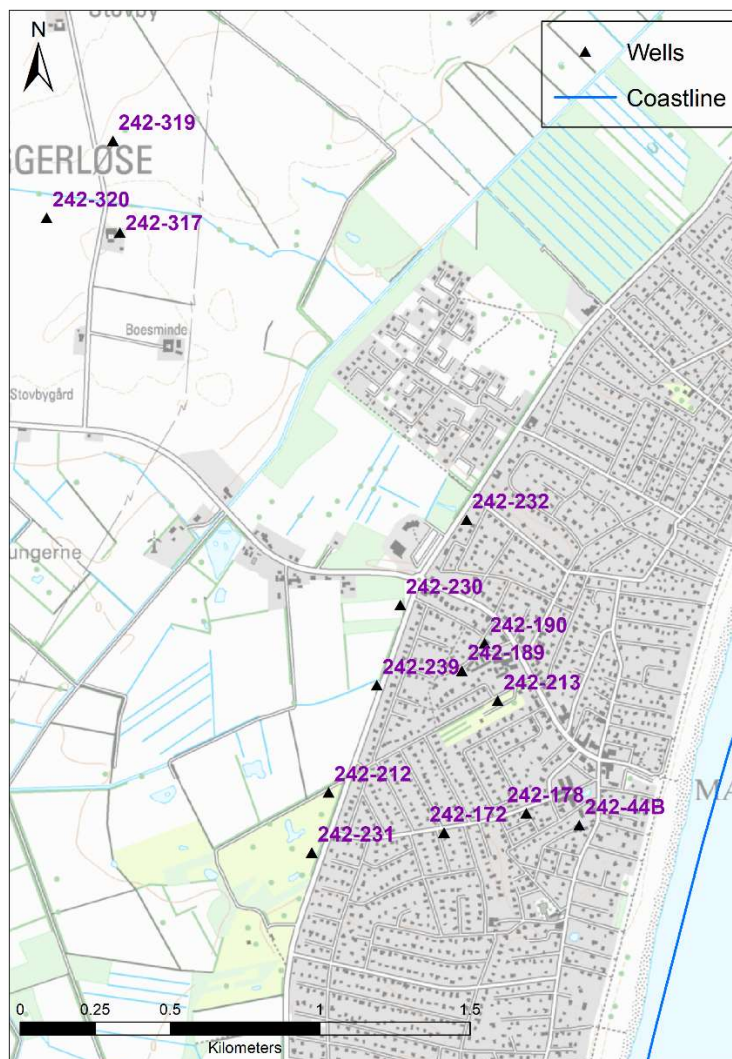 Stovby
N
Wells
Coastline
242-319
GGERLØSE
242-320
242-317
Boesminde
Stovbygård
242-232
ungerne
242-230
242-190
242-189
242-239
242-213
242-212
MA
242-178
242-172
242-44B
242-231
0 0.25 0.5 1 1.5
Kilometers